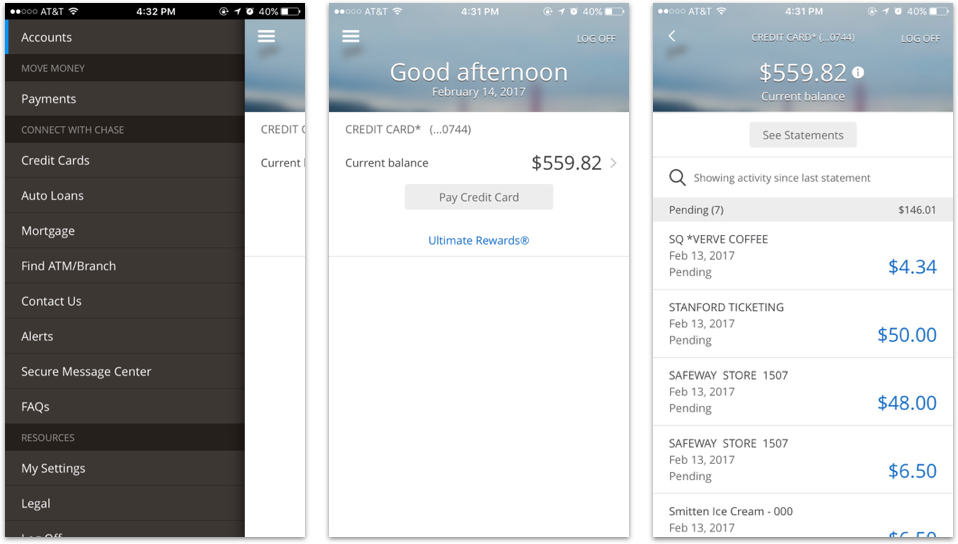 AT&T 4:32 PM 40%
Accounts
MOVE MONEY
Payments
CONNECT WITH CHASE
Credit Cards
Auto Loans
Mortgage
Find ATM/Branch
Contact Us
Alerts
Secure Message Center
FAQs
RESOURCES
My Settings
Legal
Log Off
CREDIT C
Current
AT&T 4:31 PM 40%
LOG OFF
Good afternoon
February 14, 2017
CREDIT CARD* (...0744)
Current balance $559.82
Pay Credit Card
Ultimate Rewards®
AT&T 4:31 PM 40%
CREDIT CARD* (...0744) LOG OFF
$559.82
Current balance
See Statements
Showing activity since last statement
Pending (7) $146.01
SQ *VERVE COFFEE
Feb 13, 2017
Pending $4.34
STANFORD TICKETING
Feb 13, 2017
Pending $50.00
SAFEWAY STORE 1507
Feb 13, 2017
Pending $48.00
SAFEWAY STORE 1507
Feb 13, 2017
Pending $6.50
Smitten Ice Cream - 000
Feb 13, 2017
$6.50